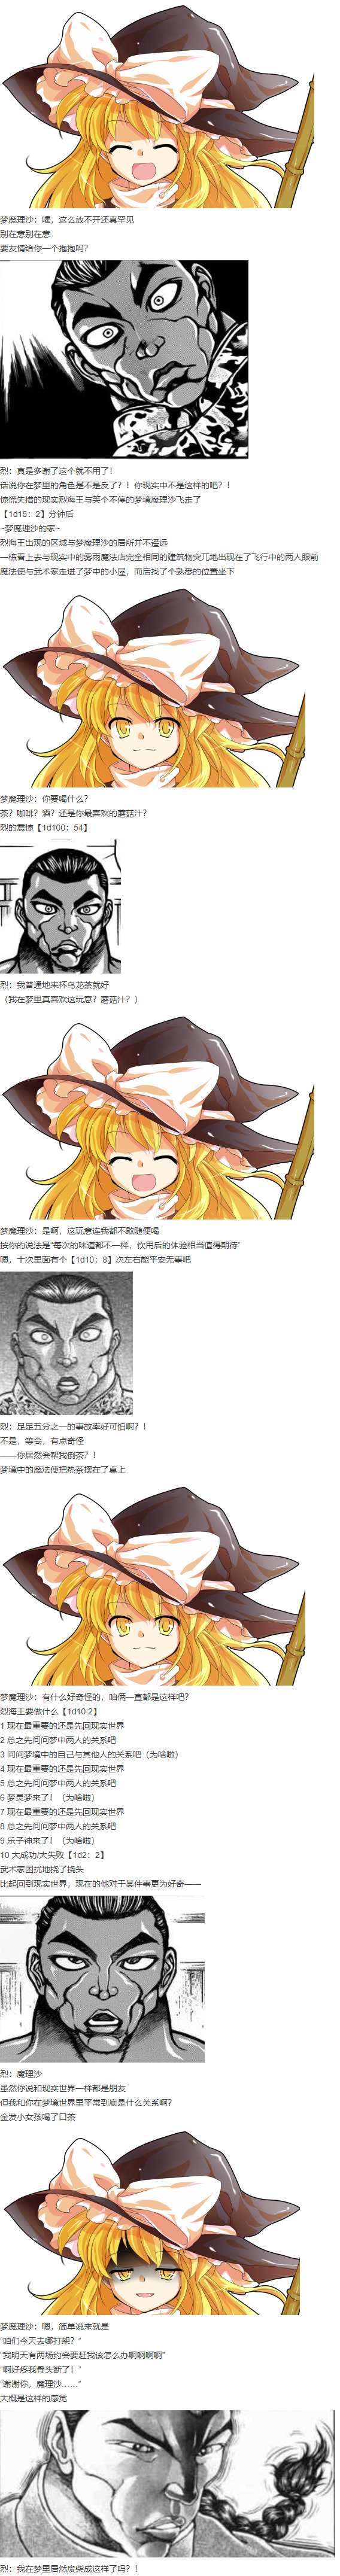 梦魔理沙：噻，这么放不开还真罕见
别在意别在意
要友情给你一个抱抱吗？
烈：真是多谢了这个就不用了！
话说你在梦里的角色是不是反了？！你现实中不是这样的吧？！
惊慌失措的现实烈海王与笑个不停的梦境魔理沙飞走了
【1d15：2】分钟后
~梦魔理沙的家~
烈海王出现的区域与梦魔理沙的居所并不遥远
一栋看上去与现实中的雾雨魔法店完全相同的建筑物突兀地出现在了飞行中的两人眼前
魔法使与武术家走进了梦中的小屋，而后找了个熟悉的位置坐下
梦魔理沙：你要喝什么？
茶？咖啡？酒？还是你最喜欢的蘑菇汁？
烈的震惊【1d100：54】
烈：我普通地来杯乌龙茶就好
（我在梦里真喜欢这玩意？蘑菇汁？）
梦魔理沙：是啊，这玩意连我都不敢随便喝
按你的说法是“每次的味道都不一样，饮用后的体验相当值得期待”
嗯，十次里面有个【1d10：8】次左右能平安无事吧
烈：足足五分之一的事故率好可怕啊？！
不是，等会，有点奇怪
——你居然会帮我倒茶？！
梦境中的魔法使把热茶摆在了桌上
梦魔理沙：有什么好奇怪的，咱俩一直都是这样吧？
烈海王要做什么【1d10:2】
1 现在最重要的还是先回现实世界
2 总之先问问梦中两人的关系吧
3 问问梦境中的自己与其他人的关系吧（为啥啦）
4 现在最重要的还是先回现实世界
5 总之先问问梦中两人的关系吧
6 梦灵梦来了！（为啥啦）
7 现在最重要的还是先回现实世界
8 总之先问问梦中两人的关系吧
9 乐子神来了！（为啥啦）
10 大成功/大失败【1d2：2】
武术家困扰地挠了挠头
比起回到现实世界，现在的他对于某件事更为好奇——
烈：魔理沙
虽然你说和现实世界一样都是朋友
但我和你在梦境世界里平常到底是什么关系啊？
金发小女孩喝了口茶
梦魔理沙：嗯，简单说来就是
“咱们今天去哪打架？”
“我明天有两场约会要赶我该怎么办啊啊啊啊”
“啊好疼我骨头断了！”
“谢谢你，魔理沙……”
大概是这样的感觉
烈：我在梦里居然废柴成这样了吗？！